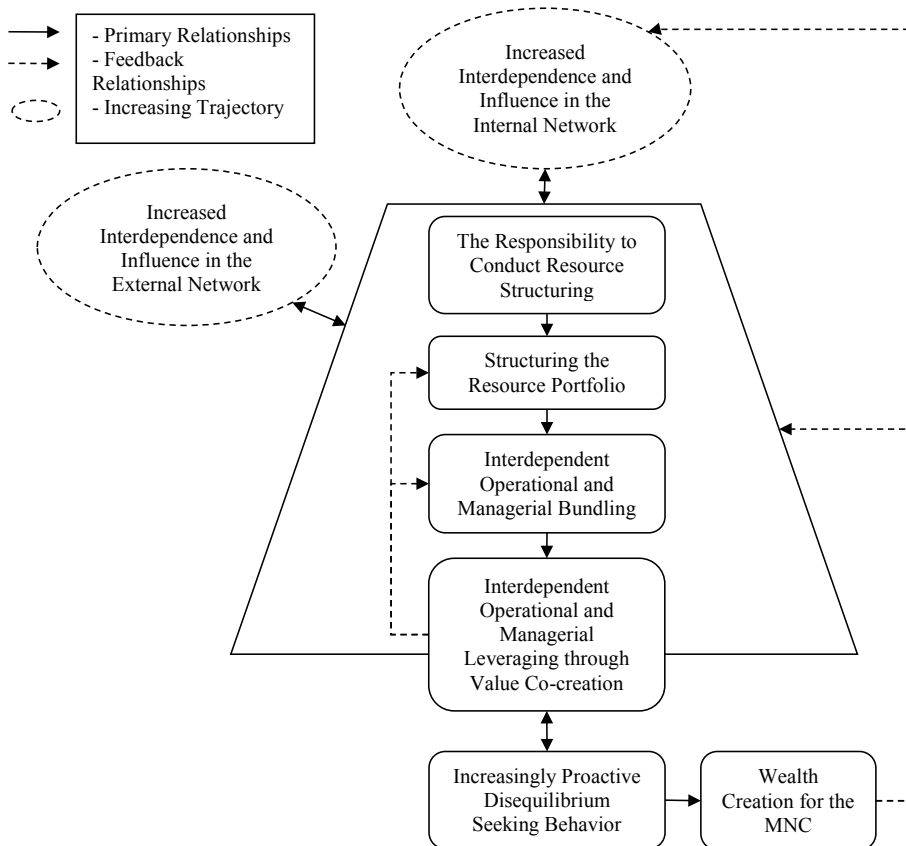 - Primary Relationships
- Feedback
Relationships
- Increasing Trajectory
Increased
Interdependence and
Influence in the
Internal Network
Increased
Interdependence and
Influence in the
External Network
The Responsibility to
Conduct Resource
Structuring
Structuring the
Resource Portfolio
Interdependent
Operational and
Managerial Bundling
Interdependent
Operational and
Managerial
Leveraging through
Value Co-creation
Increasingly Proactive
Disequilibrium
Seeking Behavior
Wealth
Creation for the
MNC